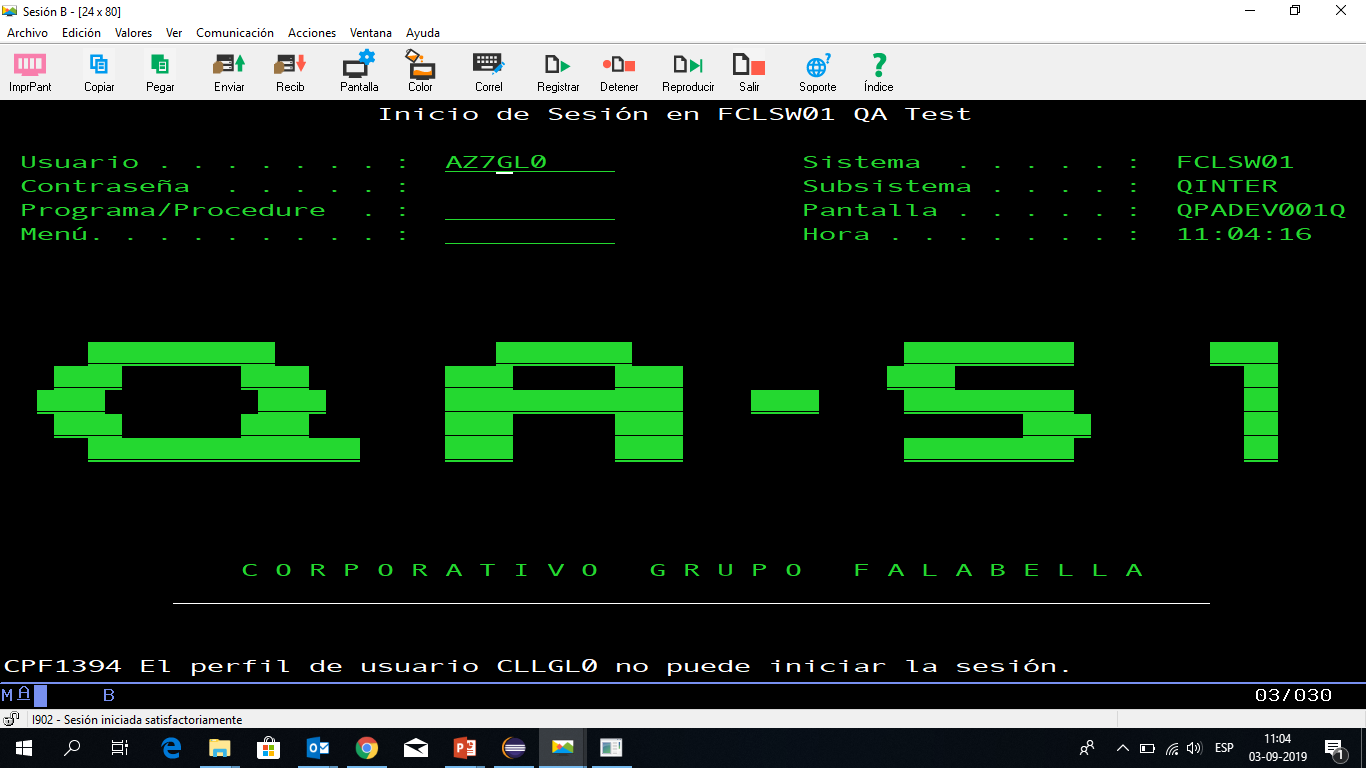 Sesión B - [24 x 80]
Archivo Edición Valores Ver Comunicación Acciones Ventana Ayuda
ImprPant Copiar Pegar Enviar Recib Pantalla Color Correl Registrar Detener Reproducir Salir Soporte Índice
Inicio de Sesión en FCLSW01 QA Test
Usuario . . . . . . . : AZ7GL0 Sistema . . . . . : FCLSW01
Contraseña . . . . . : Subsistema . . . . : QINTER
Programa/Procedure . : Pantalla . . . . . : QPADEV001Q
Menú. . . . . . . . . : Hora . . . . . . . : 11:04:16
QA-S1
C O R P O R A T I V O G R U P O F A L A B E L L A
CPF1394 El perfil de usuario CLLGL0 no puede iniciar la sesión.
MA B 03/030
I902 - Sesión iniciada satisfactoriamente
ESP 11:04
03-09-2019 1